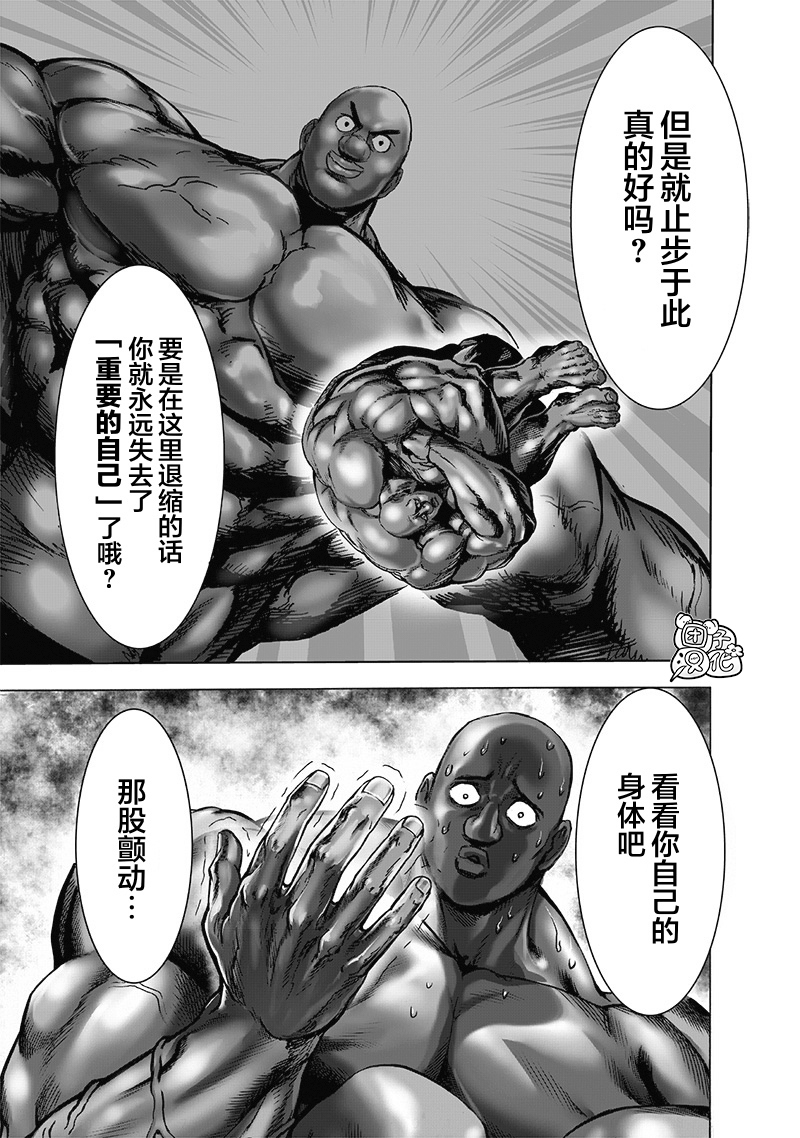 但是就止步于此
真的好吗?
要是在这里退缩的话
你就永远失去了
「重要的自己」了哦?
团子
汉化
看看你自己的
身体吧
那股颤动…